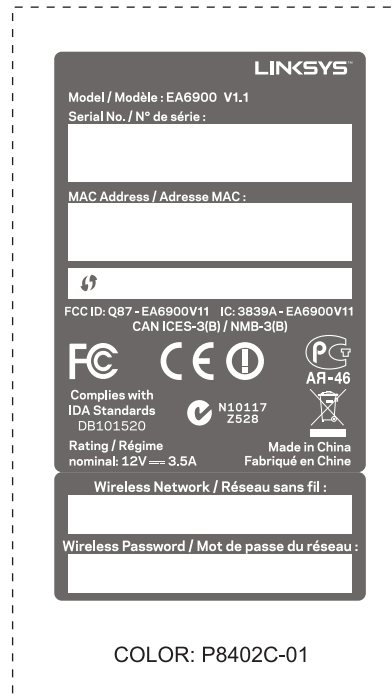 LINKSYS™
Model / Modèle : EA6900 V1.1
Serial No. / N° de série :
MAC Address / Adresse MAC :
FCC ID: Q87 - EA6900V11 IC: 3839A - EA6900V11
CAN ICES-3(B) / NMB-3(B)
FC CE
АЯ-46
Complies with
IDA Standards
DB101520
N10117
Z528
Rating / Régime
nominal: 12V ⎓ 3.5A
Made in China
Fabriqué en Chine
Wireless Network / Réseau sans fil :
Wireless Password / Mot de passe du réseau :
COLOR: P8402C-01